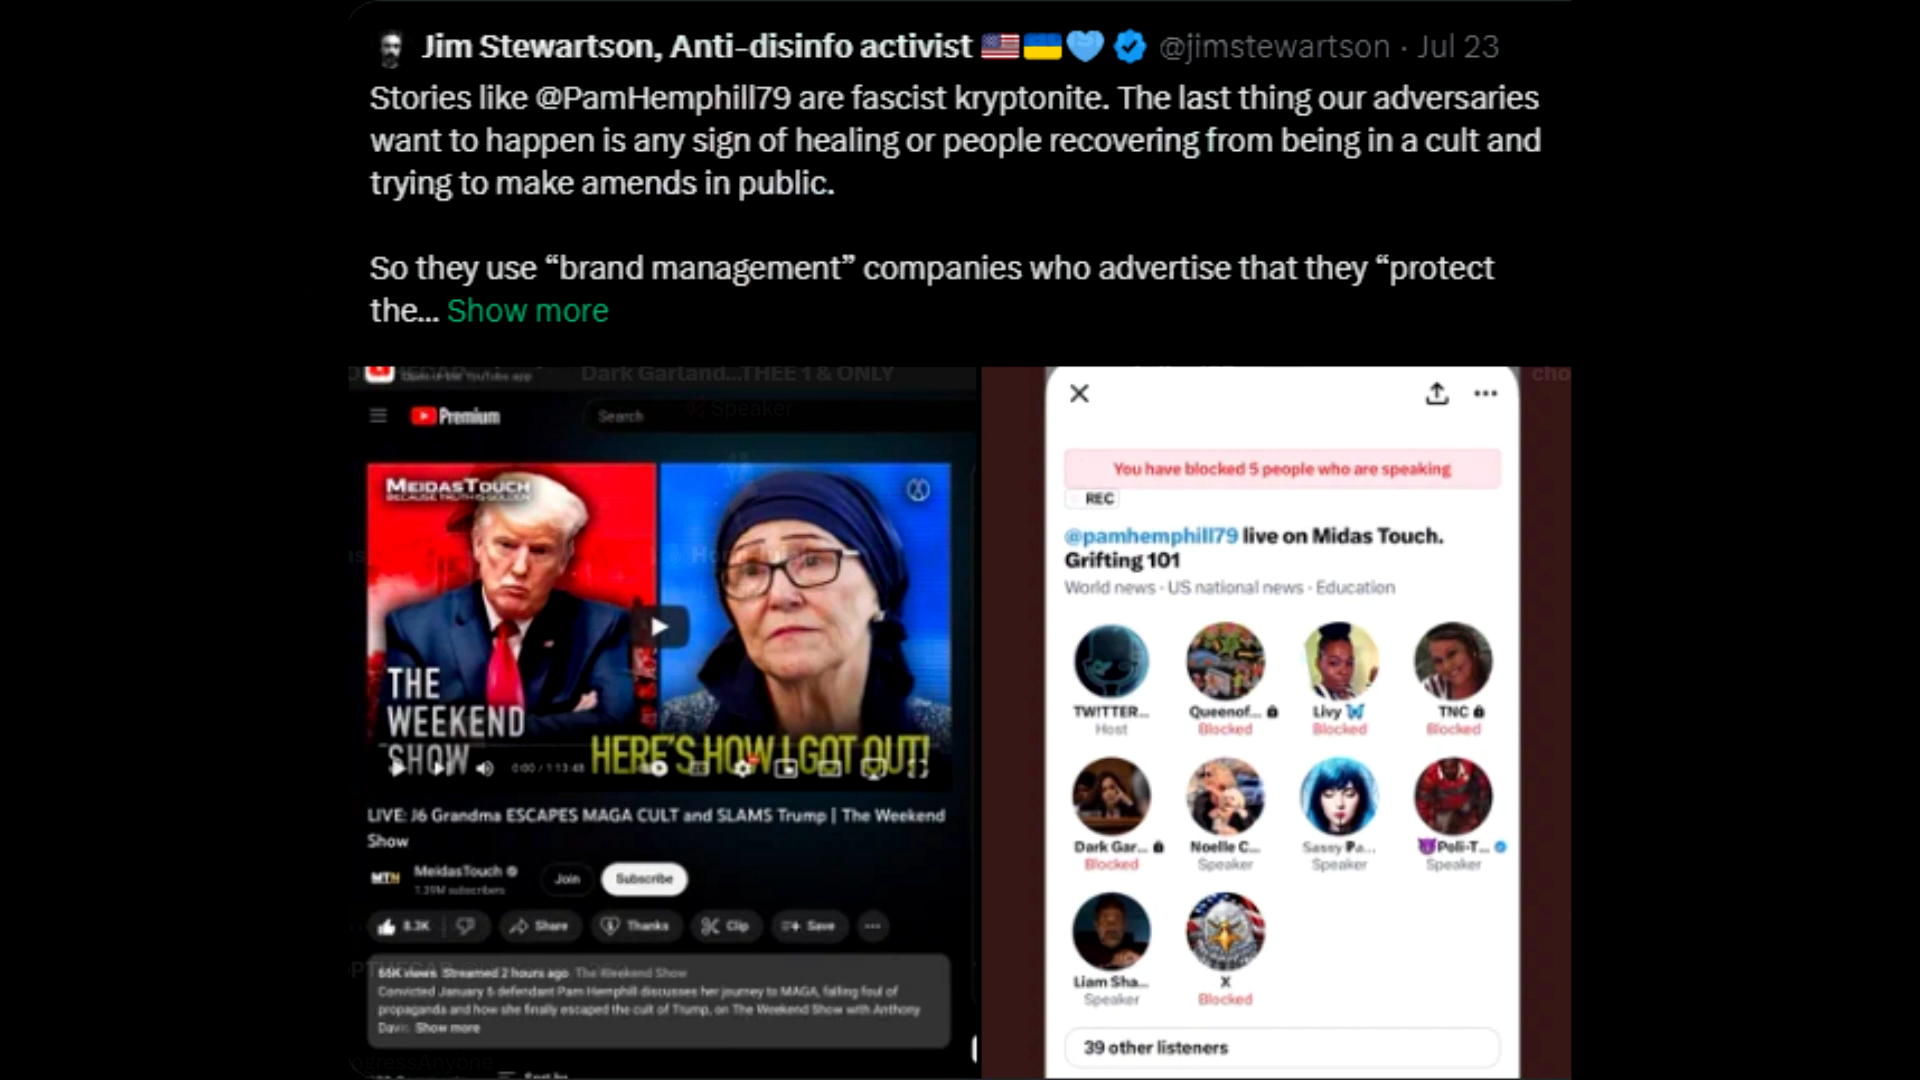 Jim Stewartson, Anti-disinfo activist 🇺🇸🇺🇦💙 @jimstewartson · Jul 23
Stories like @PamHemphill79 are fascist kryptonite. The last thing our adversaries
want to happen is any sign of healing or people recovering from being in a cult and
trying to make amends in public.
So they use “brand management” companies who advertise that they “protect
the... Show more
Dark Garland...THEE 1 & ONLY
Speaker
Premium
Search
MEIDASTOUCH
BECAUSE TRUTH IS GOLDEN
THE
WEEKEND
SHOW
HERE'S HOW I GOT OUT!
0:00 / 1:13:48
LIVE: J6 Grandma ESCAPES MAGA CULT and SLAMS Trump | The Weekend
Show
MTN
MeidasTouch
1.39M subscribers
Join
Subscribe
8.3K
Share
Thanks
Clip
Save
66K views Streamed 2 hours ago The Weekend Show
Convicted January 6 defendant Pam Hemphill discusses her journey to MAGA, falling foul of
propaganda and how she finally escaped the cult of Trump, on The Weekend Show with Anthony
Davi Show more
Sort by
You have blocked 5 people who are speaking
REC
@pamhemphill79 live on Midas Touch.
Grifting 101
World news · US national news · Education
TW!TTER...
Host
Queenof...
Blocked
Livy
Blocked
TNC
Blocked
Dark Gar...
Blocked
Noelle C...
Speaker
Sassy Pa...
Speaker
Poli-T...
Speaker
Liam Sha...
Speaker
X
Blocked
39 other listeners